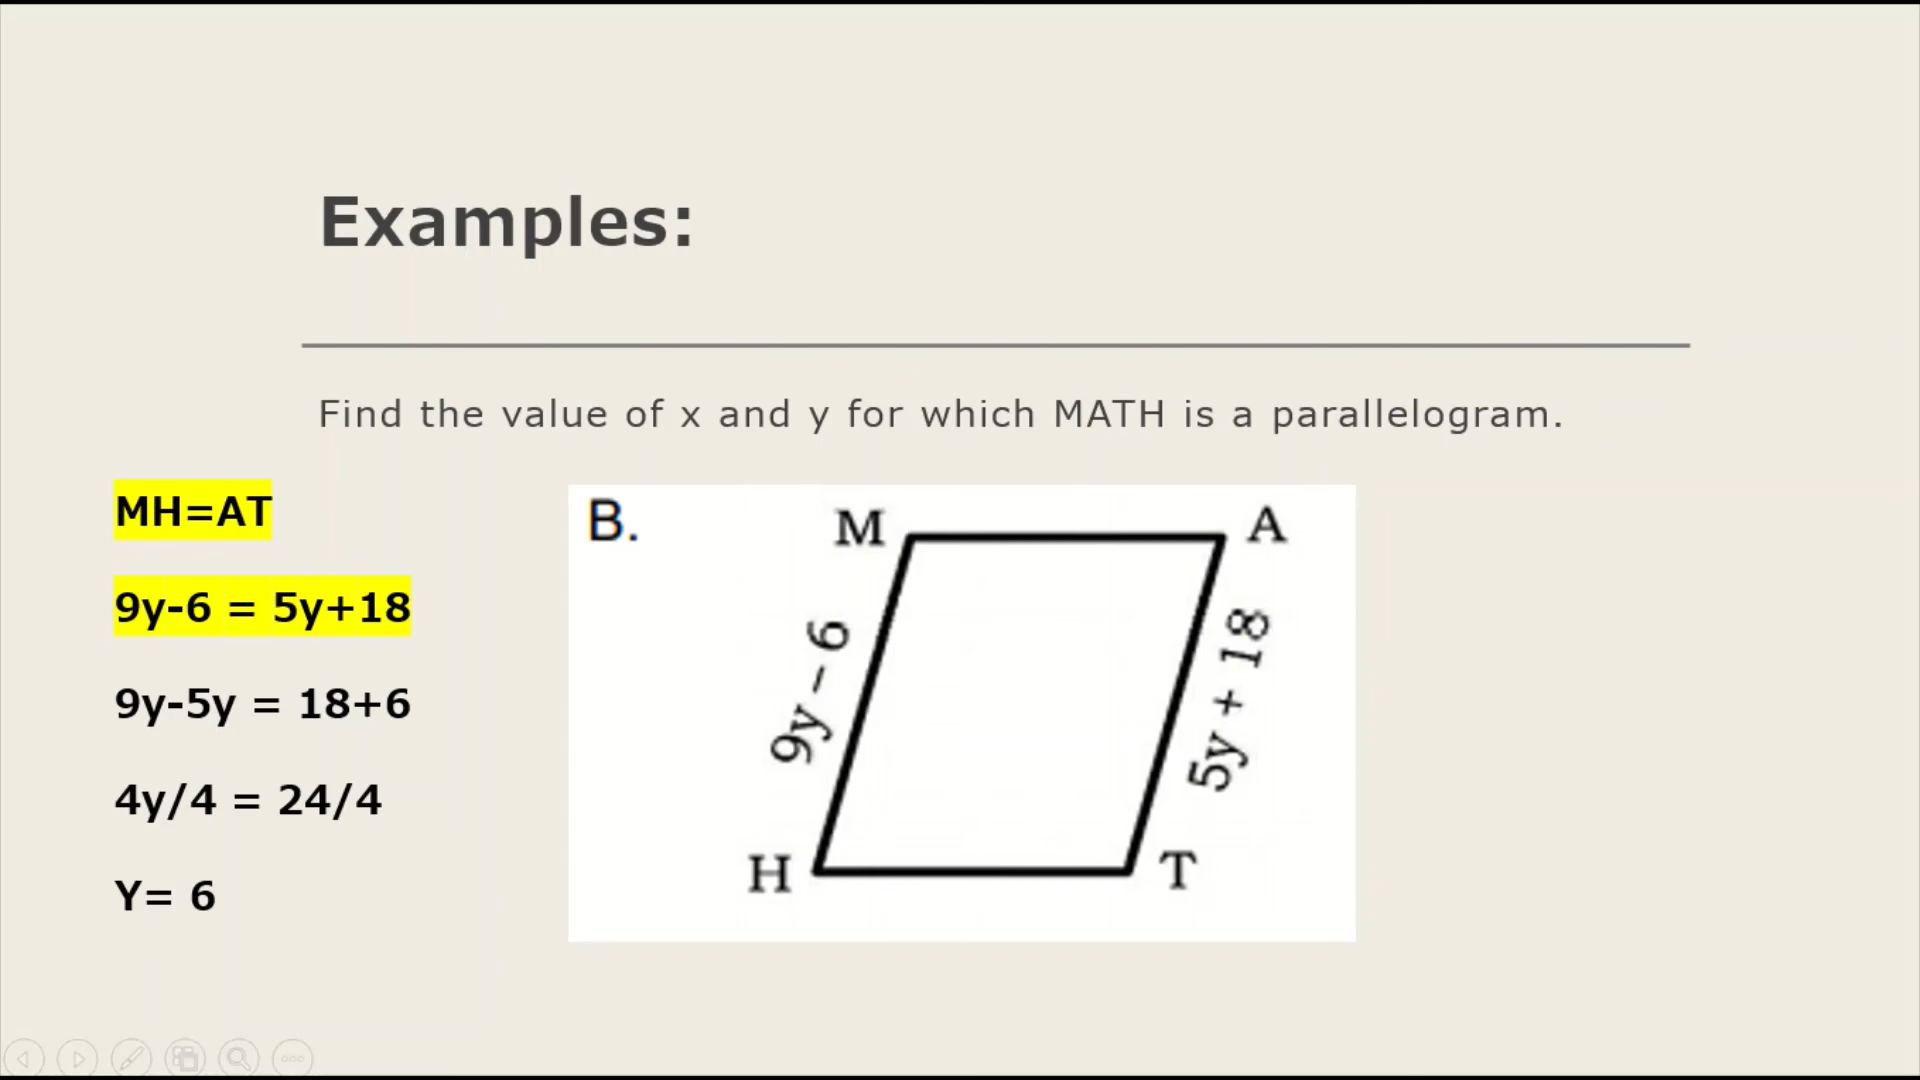 Examples:
Find the value of x and y for which MATH is a parallelogram.
MH=AT
9y-6 = 5y+18
9y-5y = 18+6
4y/4 = 24/4
Y= 6
B.
M
A
9y – 6
5y + 18
H
T